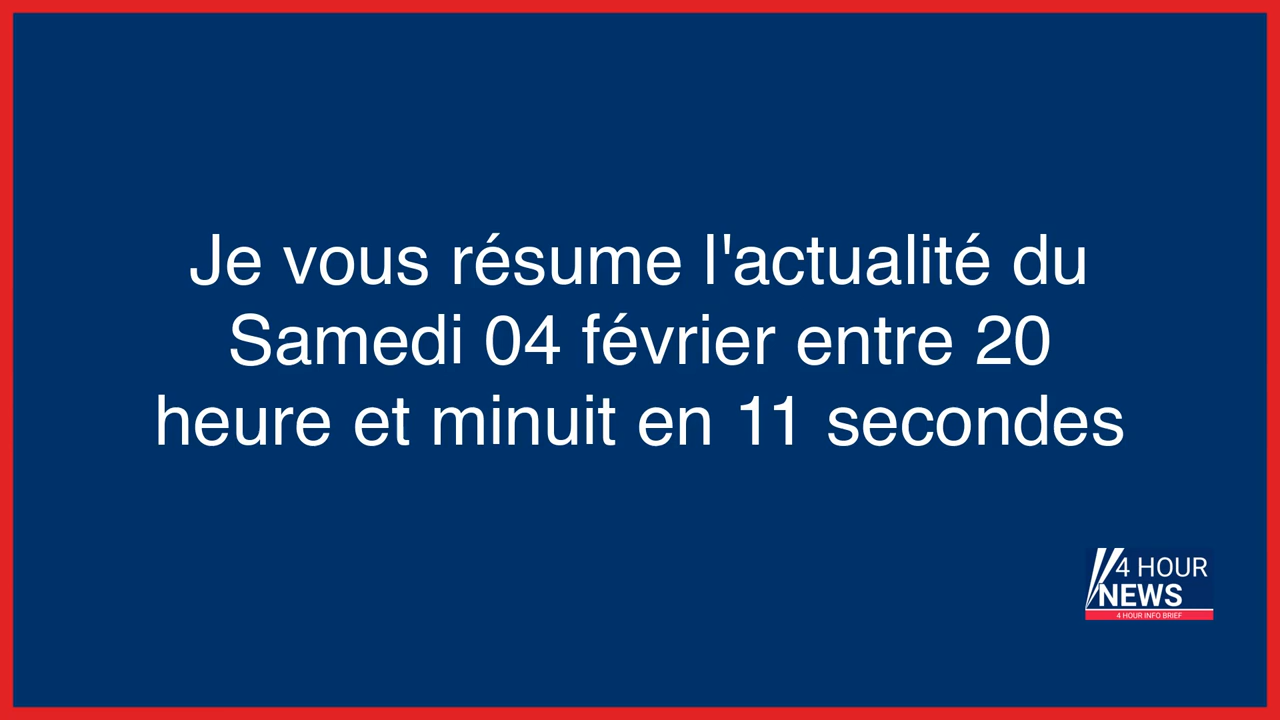 Je vous résume l'actualité du
Samedi 04 février entre 20
heure et minuit en 11 secondes
4 HOUR
NEWS
4 HOUR INFO BRIEF